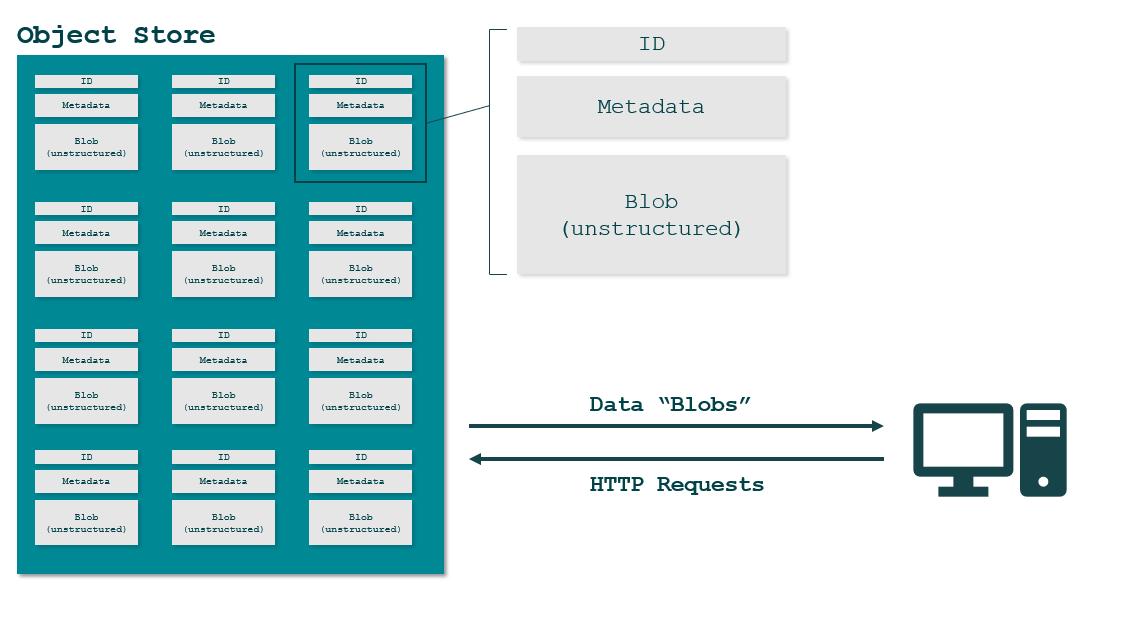 Object Store
ID
Metadata
Blob
(unstructured)
ID
Metadata
Blob
(unstructured)
ID
Metadata
Blob
(unstructured)
ID
Metadata
Blob
(unstructured)
ID
Metadata
Blob
(unstructured)
ID
Metadata
Blob
(unstructured)
ID
Metadata
Blob
(unstructured)
ID
Metadata
Blob
(unstructured)
ID
Metadata
Blob
(unstructured)
ID
Metadata
Blob
(unstructured)
ID
Metadata
Blob
(unstructured)
ID
Metadata
Blob
(unstructured)
ID
Metadata
Blob
(unstructured)
Data “Blobs”
HTTP Requests